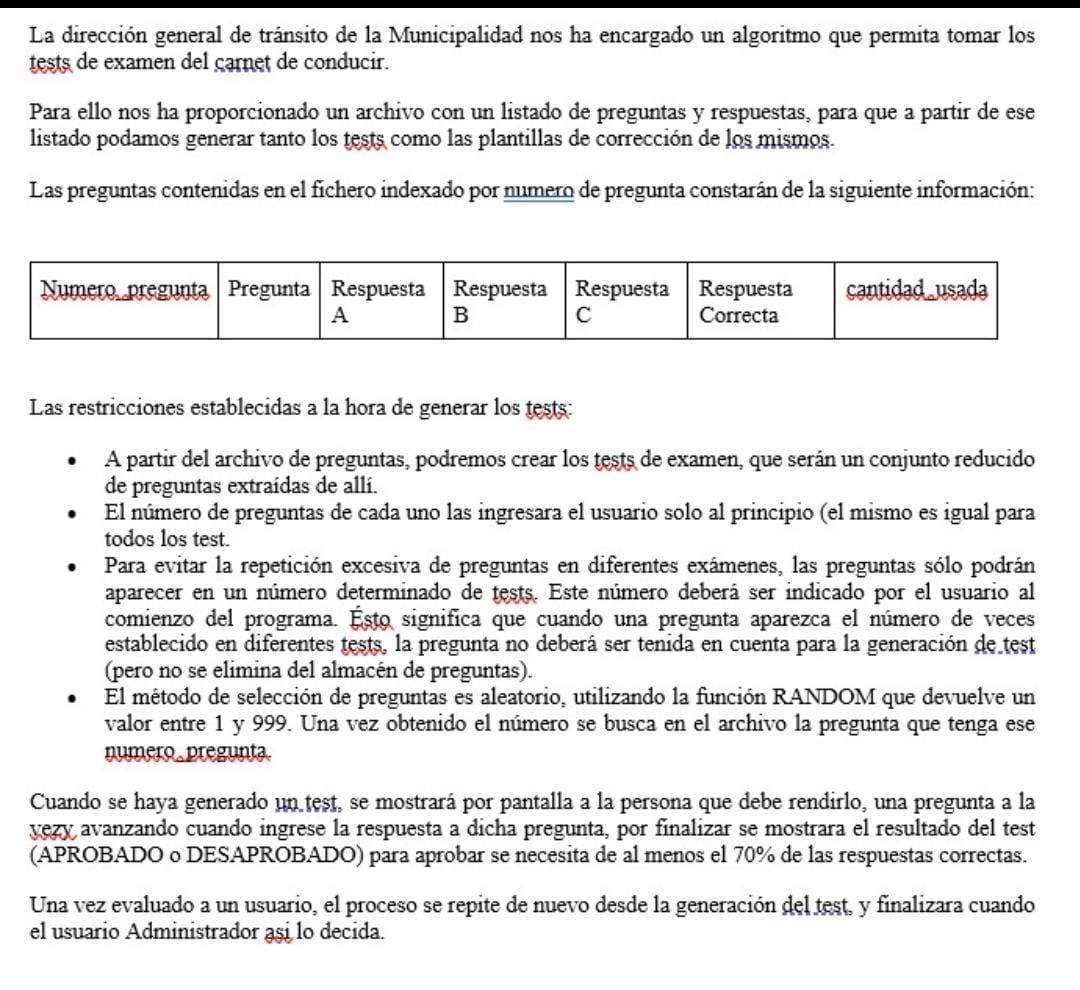 La dirección general de tránsito de la Municipalidad nos ha encargado un algoritmo que permita tomar los
tests de examen del carnet de conducir.
Para ello nos ha proporcionado un archivo con un listado de preguntas y respuestas, para que a partir de ese
listado podamos generar tanto los tests como las plantillas de corrección de los mismos.
Las preguntas contenidas en el fichero indexado por numero de pregunta constarán de la siguiente información:
Numero_pregunta Pregunta Respuesta A Respuesta B Respuesta C Respuesta Correcta cantidad_usada
Las restricciones establecidas a la hora de generar los tests:
• A partir del archivo de preguntas, podremos crear los tests de examen, que serán un conjunto reducido
de preguntas extraídas de allí.
• El número de preguntas de cada uno las ingresara el usuario solo al principio (el mismo es igual para
todos los test.
• Para evitar la repetición excesiva de preguntas en diferentes exámenes, las preguntas sólo podrán
aparecer en un número determinado de tests. Este número deberá ser indicado por el usuario al
comienzo del programa. Ésto significa que cuando una pregunta aparezca el número de veces
establecido en diferentes tests, la pregunta no deberá ser tenida en cuenta para la generación de test
(pero no se elimina del almacén de preguntas).
• El método de selección de preguntas es aleatorio, utilizando la función RANDOM que devuelve un
valor entre 1 y 999. Una vez obtenido el número se busca en el archivo la pregunta que tenga ese
numero_pregunta.
Cuando se haya generado un test, se mostrará por pantalla a la persona que debe rendirlo, una pregunta a la
vezy avanzando cuando ingrese la respuesta a dicha pregunta, por finalizar se mostrara el resultado del test
(APROBADO o DESAPROBADO) para aprobar se necesita de al menos el 70% de las respuestas correctas.
Una vez evaluado a un usuario, el proceso se repite de nuevo desde la generación del test, y finalizara cuando
el usuario Administrador asi lo decida.